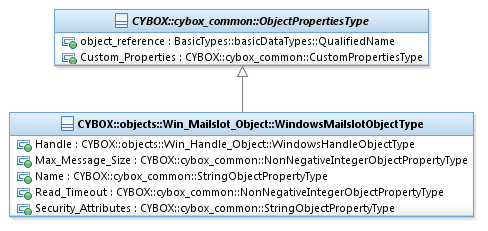 CYBOX::cybox_common::ObjectPropertiesType
object_reference : BasicTypes::basicDataTypes::QualifiedName
Custom_Properties : CYBOX::cybox_common::CustomPropertiesType
CYBOX::objects::Win_Mailslot_Object::WindowsMailslotObjectType
Handle : CYBOX::objects::Win_Handle_Object::WindowsHandleObjectType
Max_Message_Size : CYBOX::cybox_common::NonNegativeIntegerObjectPropertyType
Name : CYBOX::cybox_common::StringObjectPropertyType
Read_Timeout : CYBOX::cybox_common::NonNegativeIntegerObjectPropertyType
Security_Attributes : CYBOX::cybox_common::StringObjectPropertyType